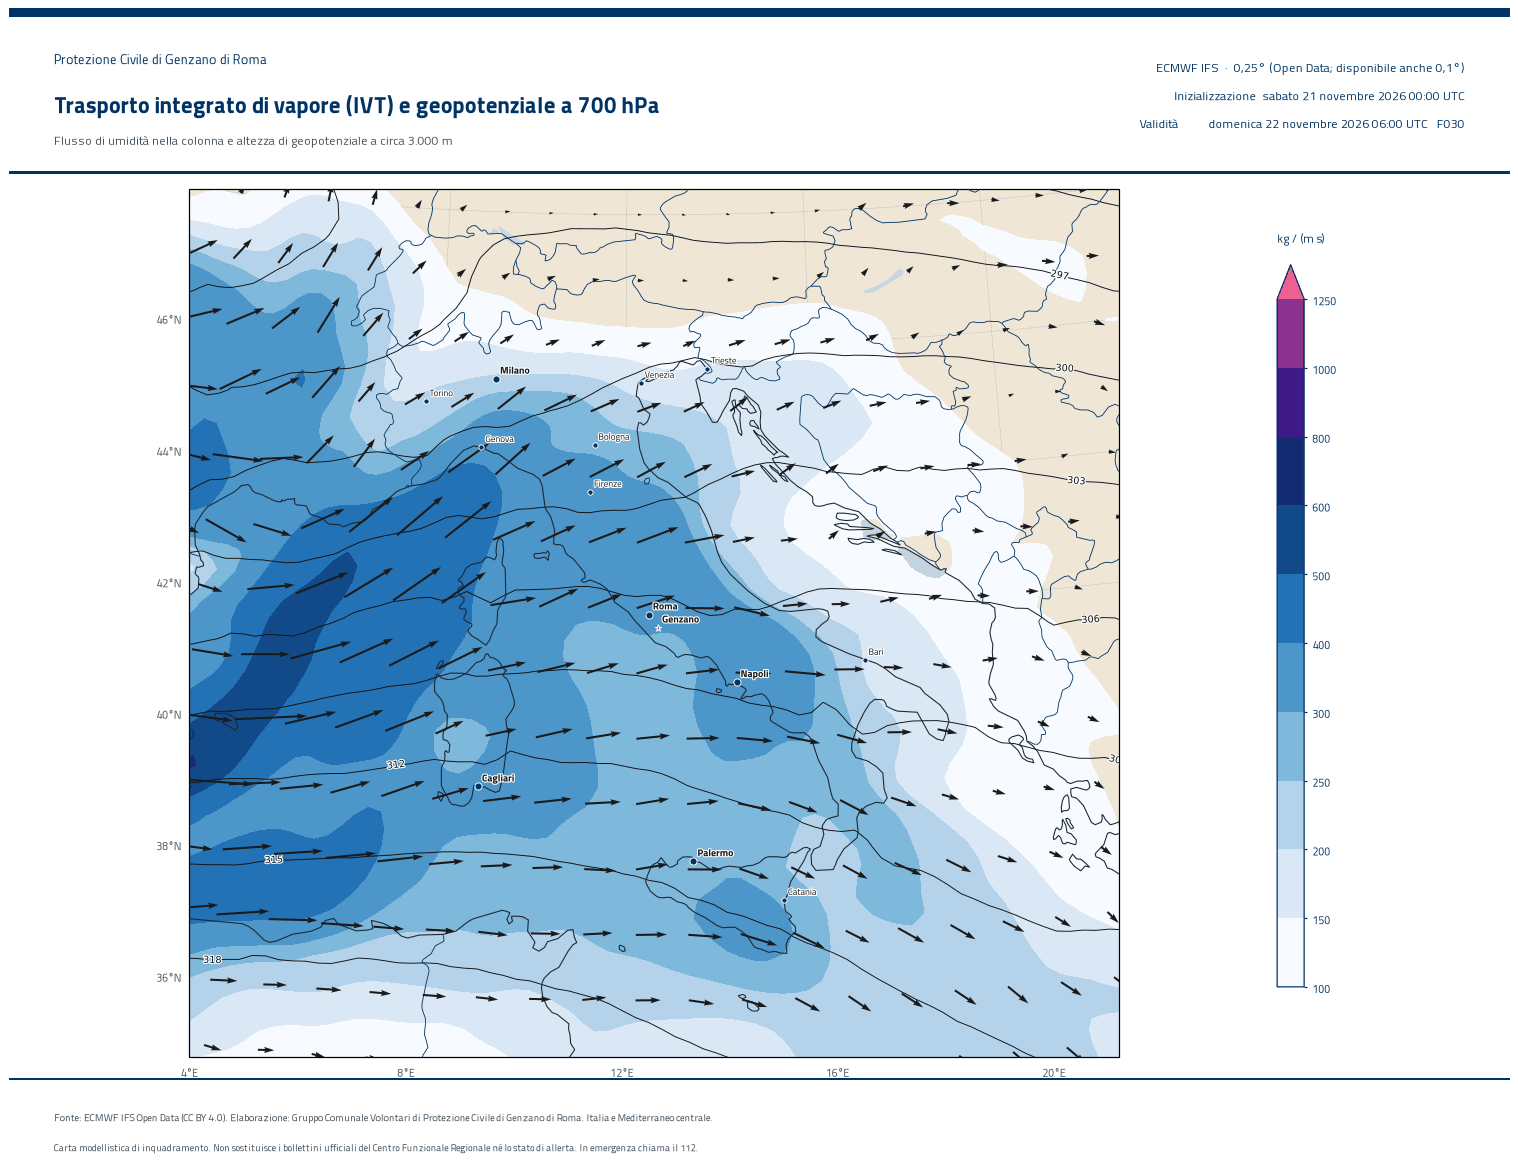 Protezione Civile di Genzano di Roma
Trasporto integrato di vapore (IVT) e geopotenziale a 700 hPa
Flusso di umidità nella colonna e altezza di geopotenziale a circa 3.000 m
ECMWF IFS · 0,25° (Open Data; disponibile anche 0,1°)
Inizializzazione sabato 21 novembre 2026 00:00 UTC
Validità domenica 22 novembre 2026 06:00 UTC F030
kg / (m s)
1250
1000
800
600
500
400
300
250
200
150
100
46°N
44°N
42°N
40°N
38°N
36°N
4°E
8°E
12°E
16°E
20°E
297
300
303
306
30
312
315
318
Trieste
Venezia
Milano
Torino
Genova
Bologna
Firenze
Roma
Genzano
Bari
Napoli
Cagliari
Palermo
Catania
Fonte: ECMWF IFS Open Data (CC BY 4.0). Elaborazione: Gruppo Comunale Volontari di Protezione Civile di Genzano di Roma. Italia e Mediterraneo centrale.
Carta modellistica di inquadramento. Non sostituisce i bollettini ufficiali del Centro Funzionale Regionale né lo stato di allerta. In emergenza chiama il 112.